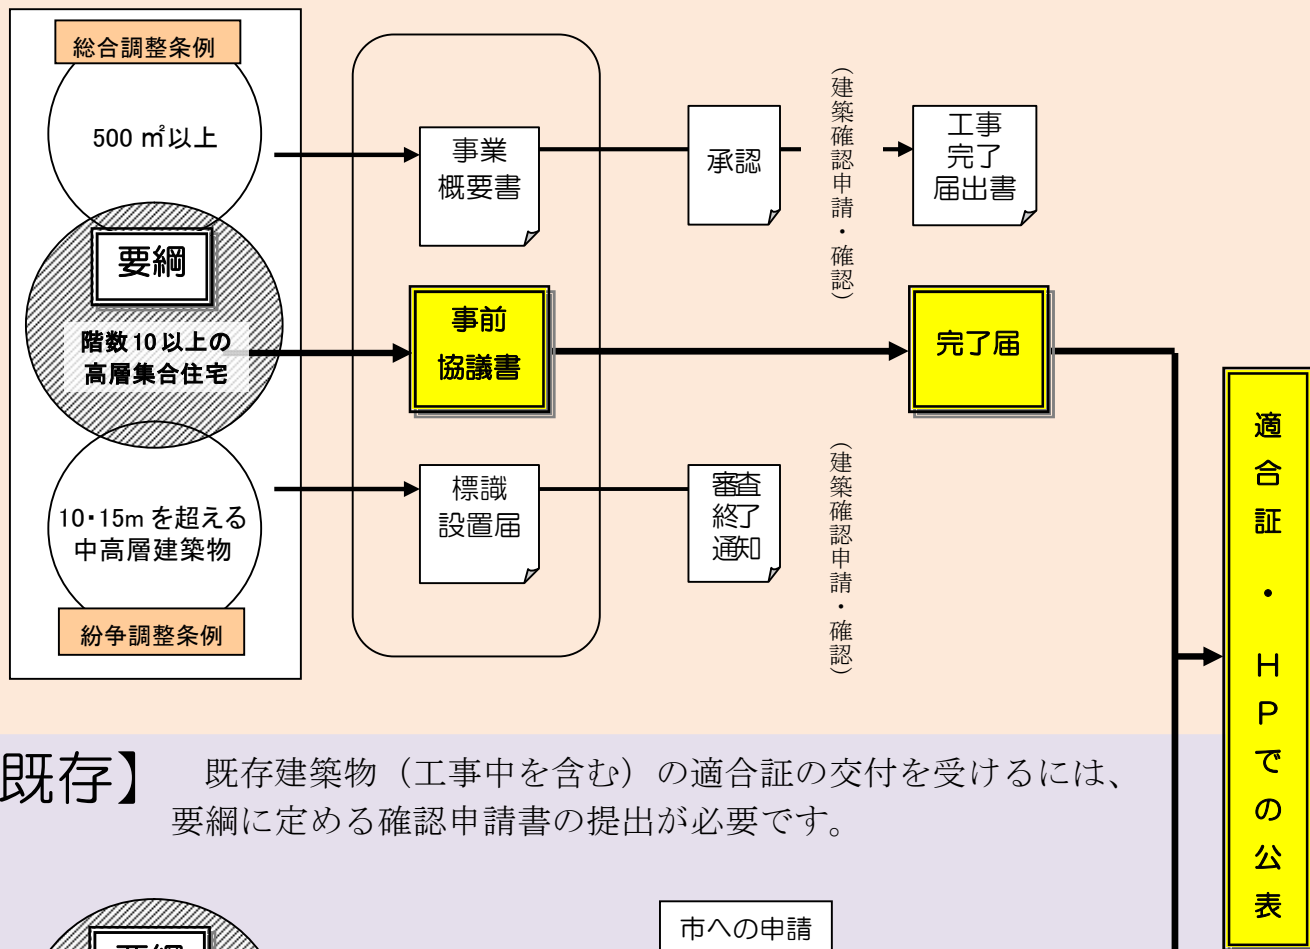 総合調整条例
500 ㎡以上
要綱
階数10以上の
高層集合住宅
10・15m を超える
中高層建築物
紛争調整条例
事業
概要書
承認
（建築確認申請・確認）
工事
完了
届出書
事前
協議書
完了届
標識
設置届
審査
終了
通知
（建築確認申請・確認）
適合証・HPでの公表
既存】
既存建築物（工事中を含む）の適合証の交付を受けるには、
要綱に定める確認申請書の提出が必要です。
要綱
市への申請